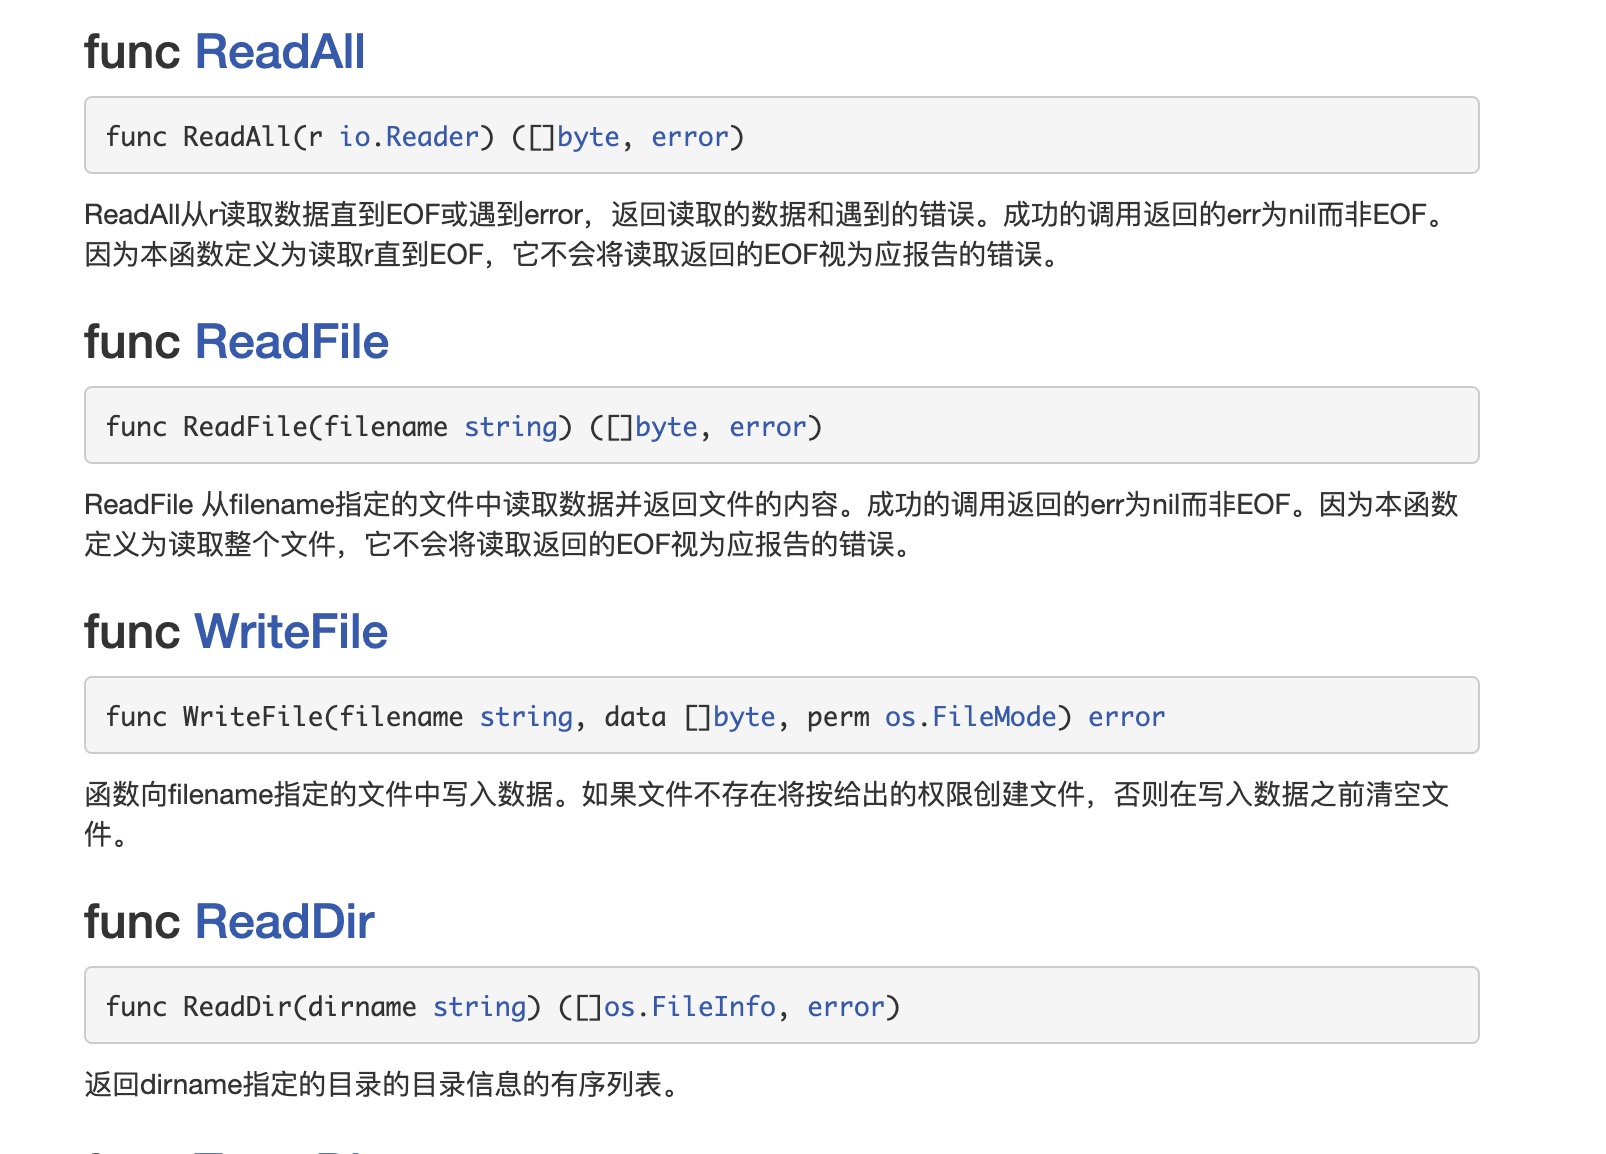 func ReadAll
func ReadAll(r io.Reader) ([]byte, error)
ReadAll从r读取数据直到EOF或遇到error，返回读取的数据和遇到的错误。成功的调用返回的err为nil而非EOF。
因为本函数定义为读取r直到EOF，它不会将读取返回的EOF视为应报告的错误。
func ReadFile
func ReadFile(filename string) ([]byte, error)
ReadFile 从filename指定的文件中读取数据并返回文件的内容。成功的调用返回的err为nil而非EOF。因为本函数
定义为读取整个文件，它不会将读取返回的EOF视为应报告的错误。
func WriteFile
func WriteFile(filename string, data []byte, perm os.FileMode) error
函数向filename指定的文件中写入数据。如果文件不存在将按给出的权限创建文件，否则在写入数据之前清空文
件。
func ReadDir
func ReadDir(dirname string) ([]os.FileInfo, error)
返回dirname指定的目录的目录信息的有序列表。